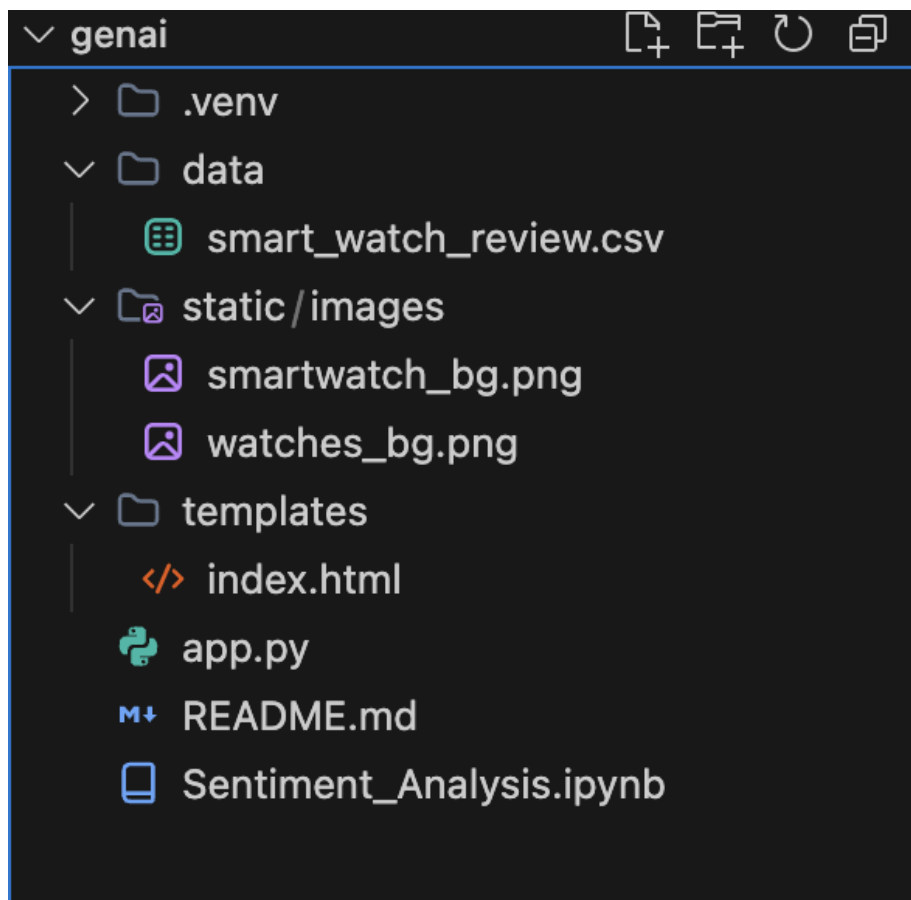 genai
.venv
data
smart_watch_review.csv
static/images
smartwatch_bg.png
watches_bg.png
templates
index.html
app.py
README.md
Sentiment_Analysis.ipynb